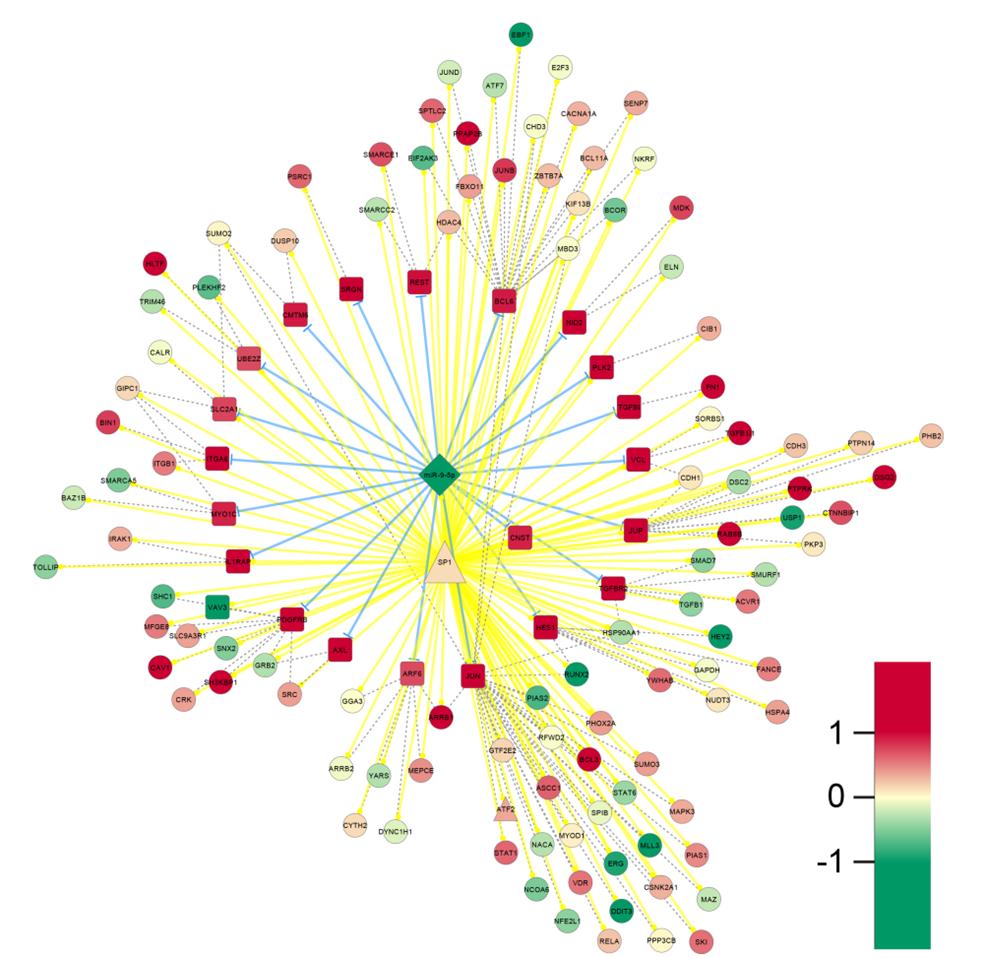 EBF1
JUND
E2F3
ATF7
SPTLC2
CACNA1A
SENP7
PPAP2B
CHD3
SMARCE1
EIF2AK3
JUNB
BCL11A
NKRF
PSRC1
FBXO11
ZBTB7A
SMARCC2
HDAC4
KIF13B
BCOR
MDK
SUMO2
DUSP10
MBD3
HLTF
PLEKHF2
SRGN
REST
ELN
TRIM46
CMTM6
BCL6
NID2
CIB1
CALR
UBE2Z
PLK2
GIPC1
SLC2A1
TGFBI
FN1
BIN1
SORBS1
TGFB1I1
PTPN14
PHB2
ITGB1
ITGA6
VCL
CDH3
SMARCA5
miR-9-5p
CDH1
DSC2
PTPRK
DSG2
BAZ1B
MYO1C
JUP
USP1
CTNNBIP1
IRAK1
CNST
RAB8B
PKP3
TOLLIP
IL1RAP
SP1
SMAD7
SMURF1
SHC1
VAV3
TGFBR2
TGFB1
ACVR1
MFGE8
SLC9A3R1
PDGFRB
HES1
HSP90AA1
HEY2
SNX2
AXL
CAV1
GRB2
SH3KBP1
ARF6
JUN
RUNX2
YWHAB
GAPDH
FANCE
CRK
SRC
GGA3
PIAS2
NUDT3
HSPA4
ARRB1
PHOX2A
GTF2E2
RFWD2
ARRB2
YARS
MEPCE
BCL3
SUMO3
ASCC1
STAT6
CYTH2
DYNC1H1
ATF2
SPIB
MAPK3
STAT1
NACA
MYOD1
MLL3
PIAS1
ERG
NCOA6
VDR
CSNK2A1
MAZ
NFE2L1
DDIT3
RELA
PPP3CB
SKI
1
0
-1